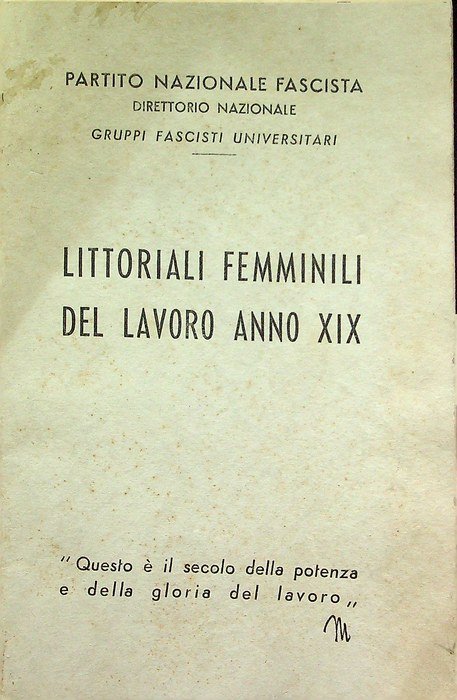 PARTITO NAZIONALE FASCISTA
DIRETTORIO NAZIONALE
GRUPPI FASCISTI UNIVERSITARI
LITTORIALI FEMMINILI
DEL LAVORO ANNO XIX
"Questo è il secolo della potenza
e della gloria del lavoro„
M